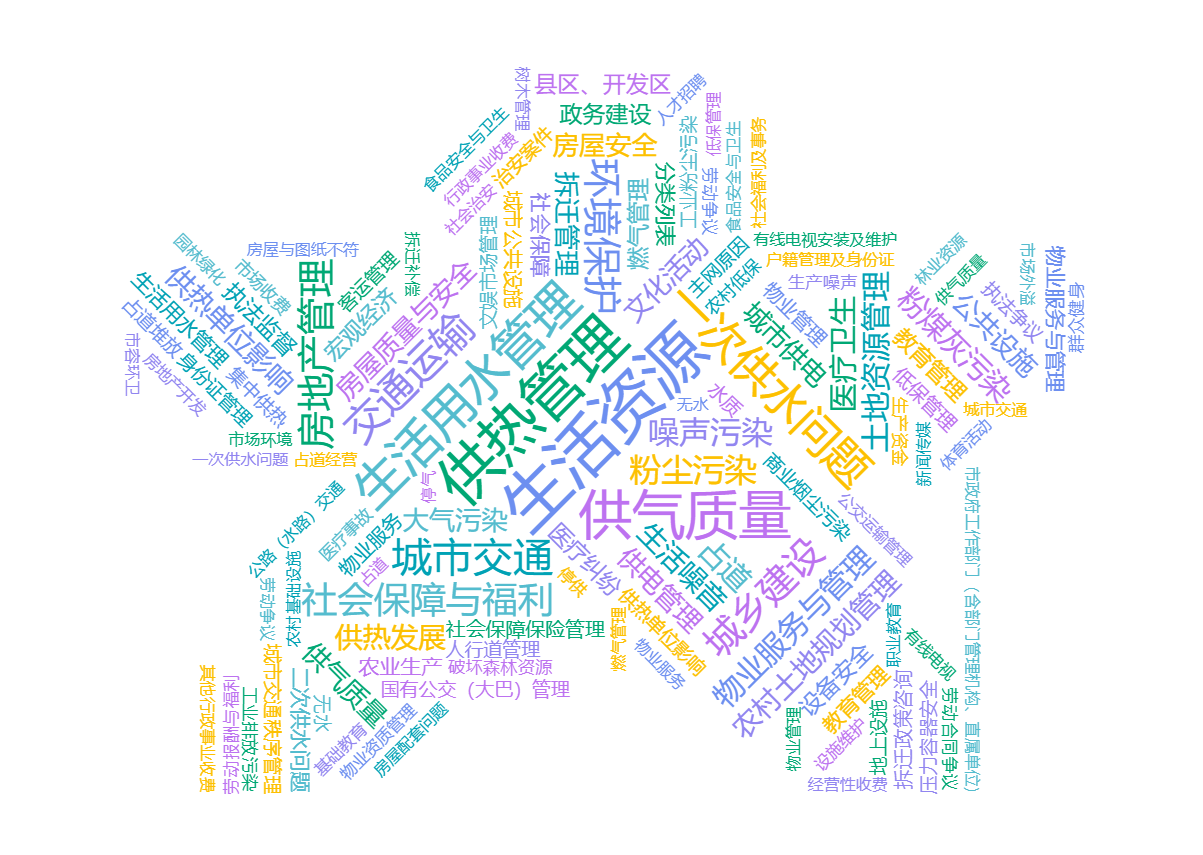 树木管理
县区、开发区
人才招聘
政务建设
低保管理
食品安全与卫生
行政事业收费
治安案件
房屋安全
工业粉尘污染
食品安全与卫生
社会福利及事务
社会治安
城市公共设施
社会保障
拆迁管理
环境保护
燃气管理
分类列表
劳动争议
园林绿化
房屋与图纸不符
拆迁补偿
文娱市场管理
文化活动
主网原因
有线电视安装及维护
户籍管理及身份证
林业资源
市场外溢
物业服务与管理
群众健身
生活用水管理
供热单位影响
市场收费
执法监督
房地产管理
客运管理
宏观经济
房屋质量与安全
农村低保
生产噪声
物业管理
供气质量
执法争议
占道堆放
生活用水管理
交通运输
供热管理
生活资源
一次供水问题
城市供电
医疗卫生
土地资源管理
粉煤灰污染
公共设施
市容环卫
房地产开发
身份证管理
集中供热
无水
水质
教育管理
低保管理
城市交通
市场环境
噪声污染
生产资金
新闻传媒
体育活动
一次供水问题
占道经营
停气
粉尘污染
商业烟尘污染
公路（水路）交通
医疗事故
物业服务
大气污染
供气质量
公交运输管理
市政府工作部门（含部门管理机构、直属单位）
农村基础设施
劳动争议
占道
城市交通
医疗纠纷
生活噪音
占道
停供
供电管理
城乡建设
物业服务与管理
农村土地规划管理
社会保障与福利
供热发展
社会保障保险管理
燃气管理
供热单位影响
职业教育
有线电视
供气质量
人行道管理
物业服务
农业生产
破坏森林资源
设备安全
国有公交（大巴）管理
其他行政事业收费
劳动报酬与福利
工业排放污染
城市交通秩序管理
二次供水问题
无水
基础教育
物业资质管理
房屋配套问题
物业管理
设施维护
教育管理
地上设施
拆迁政策咨询
压力容器安全
劳动合同争议
经营性收费
生活用水管理